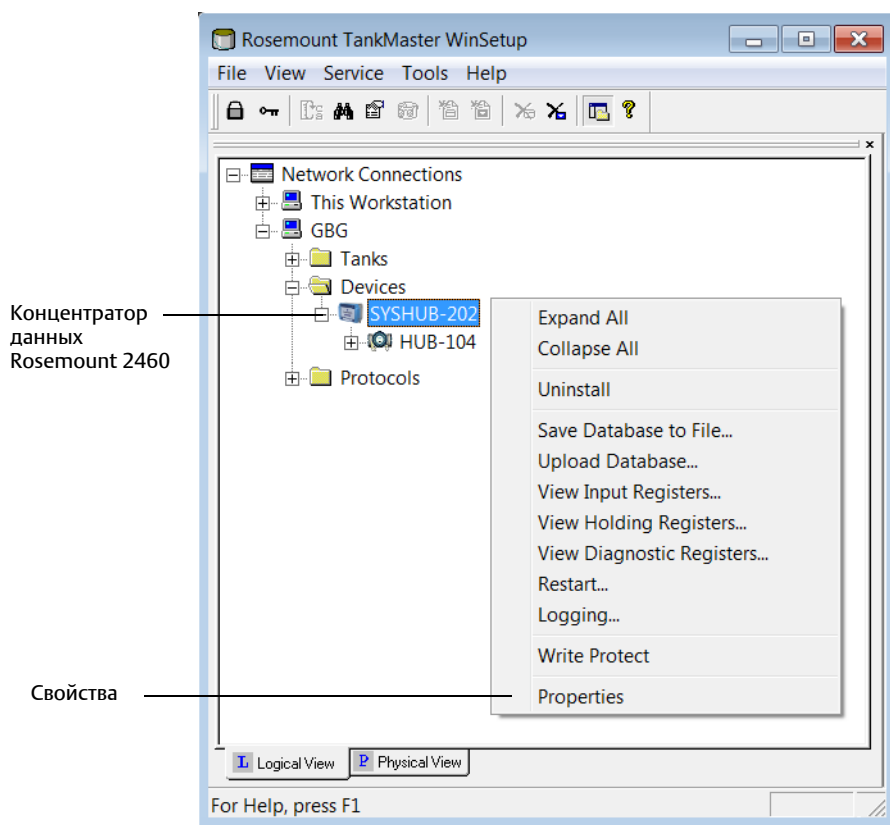 Rosemount TankMaster WinSetup
File View Service Tools Help
Network Connections
This Workstation
GBG
Tanks
Devices
SYSHUB-202
HUB-104
Protocols
Концентратор
данных
Rosemount 2460
Expand All
Collapse All
Uninstall
Save Database to File...
Upload Database...
View Input Registers...
View Holding Registers...
View Diagnostic Registers...
Restart...
Logging...
Write Protect
Свойства
Properties
L Logical View P Physical View
For Help, press F1